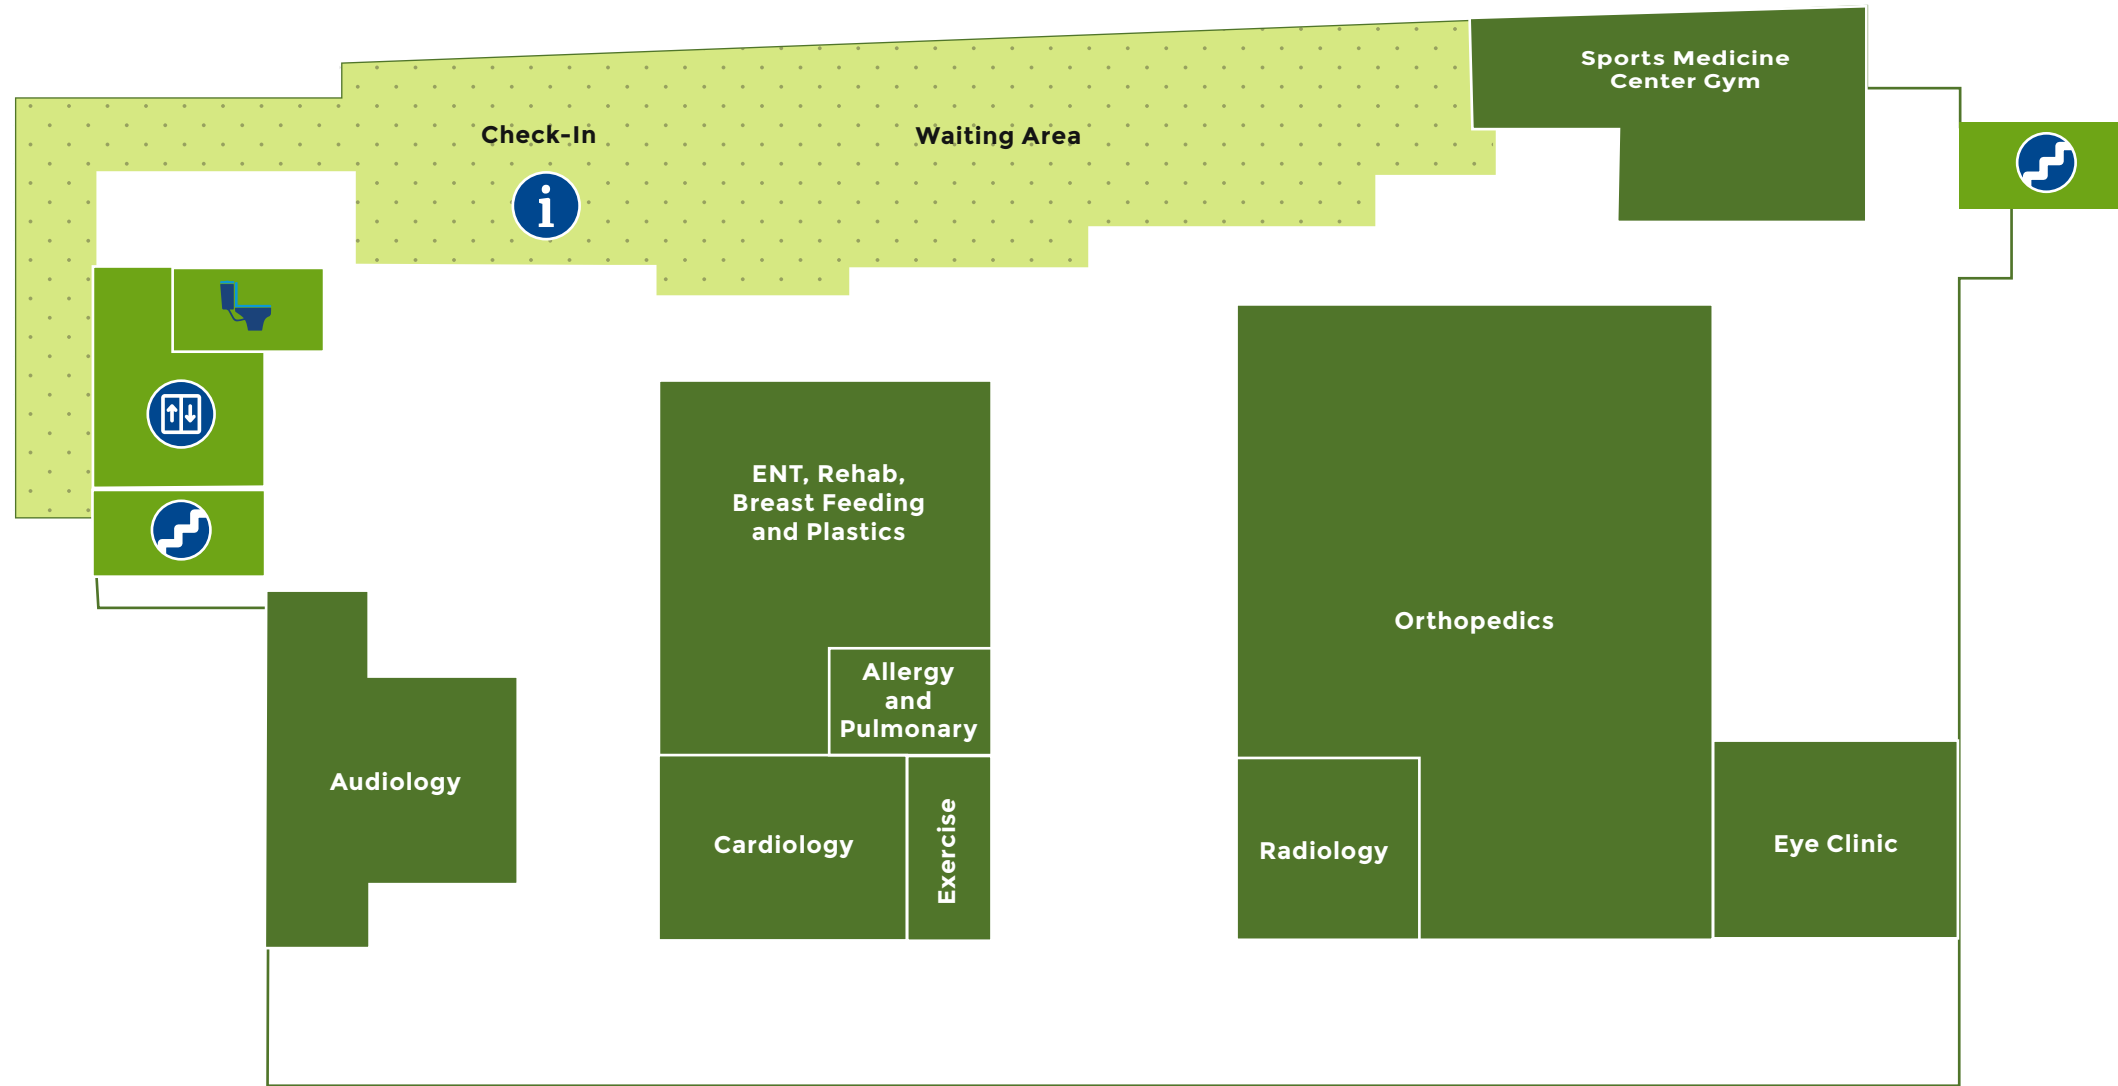 Sports Medicine
Center Gym
Check-In
Waiting Area
i
ENT, Rehab,
Breast Feeding
and Plastics
Orthopedics
Allergy
and
Pulmonary
Audiology
Cardiology
Exercise
Radiology
Eye Clinic